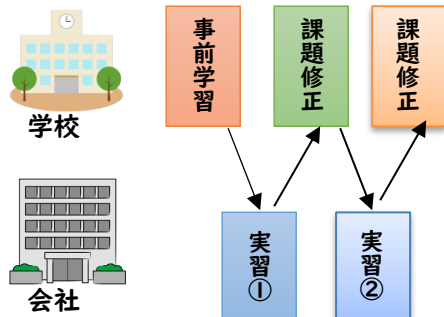 学校
事前学習
課題修正
課題修正
会社
実習①
実習②